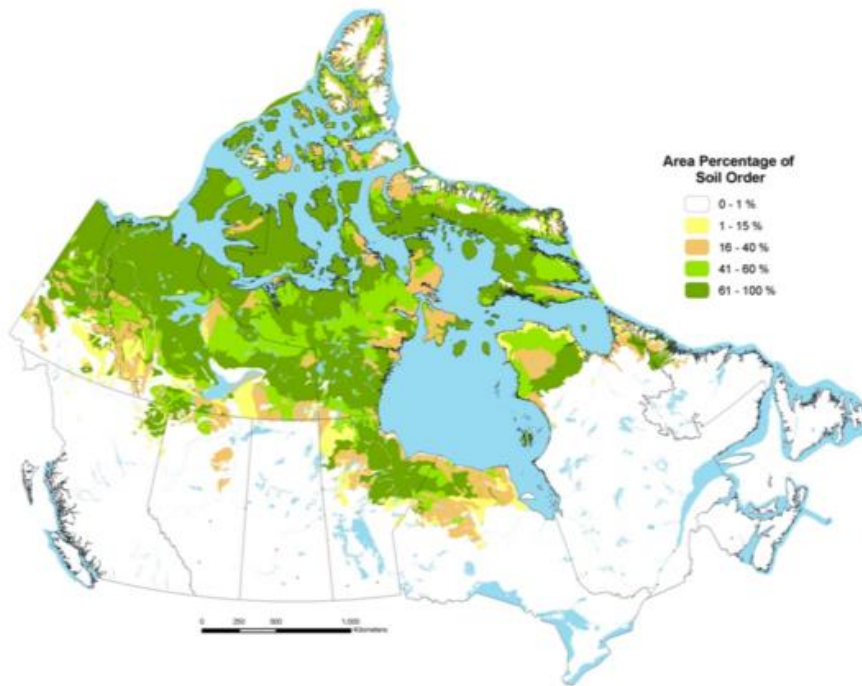 Area Percentage of
Soil Order
0 - 1 %
1 - 15 %
16 - 40 %
41 - 60 %
61 - 100 %
0 250 500 1,000
Kilometers